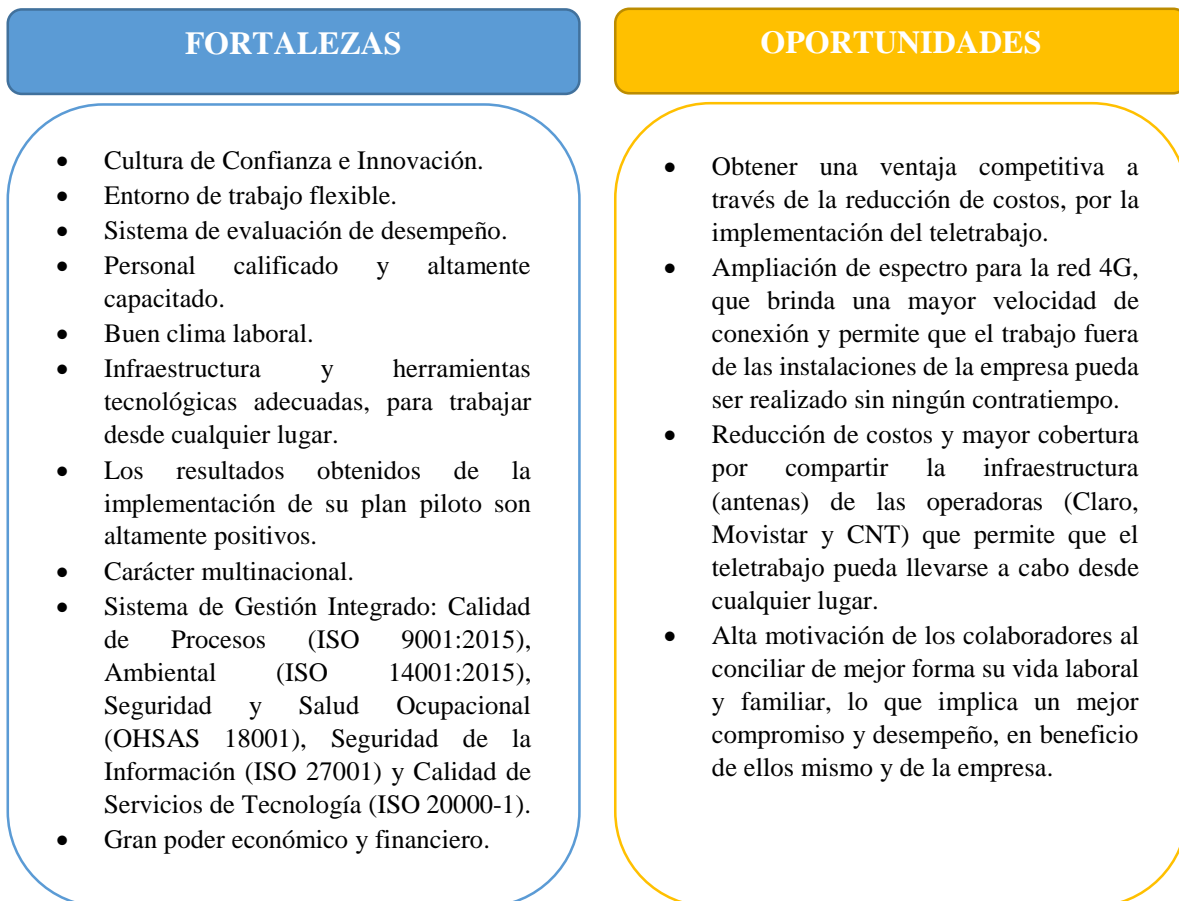 FORTALEZAS
• Cultura de Confianza e Innovación.
• Entorno de trabajo flexible.
• Sistema de evaluación de desempeño.
• Personal calificado y altamente
capacitado.
• Buen clima laboral.
• Infraestructura y herramientas
tecnológicas adecuadas, para trabajar
desde cualquier lugar.
• Los resultados obtenidos de la
implementación de su plan piloto son
altamente positivos.
• Carácter multinacional.
• Sistema de Gestión Integrado: Calidad
de Procesos (ISO 9001:2015),
Ambiental (ISO 14001:2015),
Seguridad y Salud Ocupacional
(OHSAS 18001), Seguridad de la
Información (ISO 27001) y Calidad de
Servicios de Tecnología (ISO 20000-1).
• Gran poder económico y financiero.
OPORTUNIDADES
• Obtener una ventaja competitiva a
través de la reducción de costos, por la
implementación del teletrabajo.
• Ampliación de espectro para la red 4G,
que brinda una mayor velocidad de
conexión y permite que el trabajo fuera
de las instalaciones de la empresa pueda
ser realizado sin ningún contratiempo.
• Reducción de costos y mayor cobertura
por compartir la infraestructura
(antenas) de las operadoras (Claro,
Movistar y CNT) que permite que el
teletrabajo pueda llevarse a cabo desde
cualquier lugar.
• Alta motivación de los colaboradores al
conciliar de mejor forma su vida laboral
y familiar, lo que implica un mejor
compromiso y desempeño, en beneficio
de ellos mismo y de la empresa.